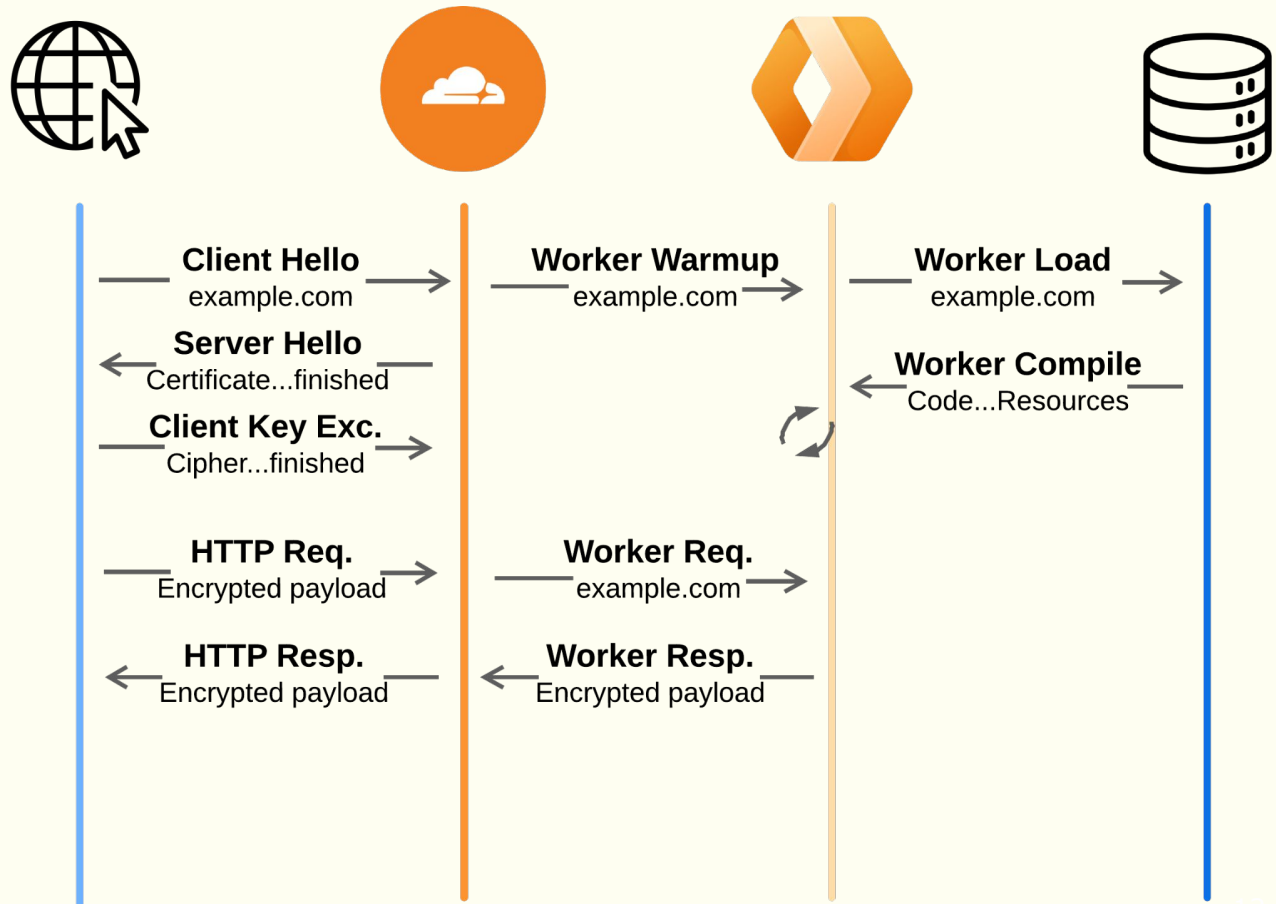 Client Hello
example.com
Worker Warmup
example.com
Worker Load
example.com
Server Hello
Certificate...finished
Worker Compile
Code...Resources
Client Key Exc.
Cipher...finished
HTTP Req.
Encrypted payload
Worker Req.
example.com
HTTP Resp.
Encrypted payload
Worker Resp.
Encrypted payload